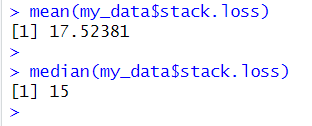 > mean(my_data$stack.loss)
[1] 17.52381
>
> median(my_data$stack.loss)
[1] 15
>